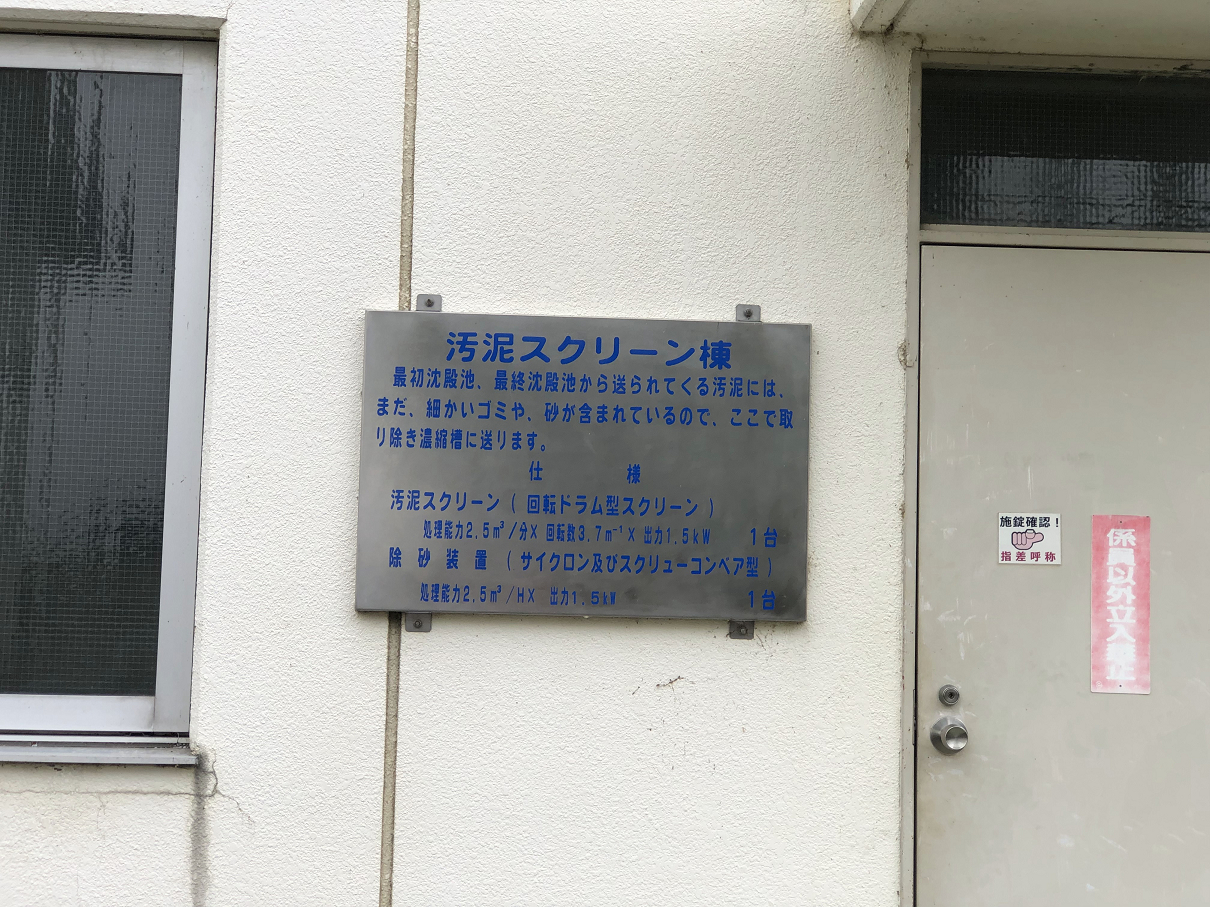 汚泥スクリーン棟
最初沈殿池、最終沈殿池から送られてくる汚泥には、
まだ、細かいゴミや、砂が含まれているので、ここで取
り除き濃縮槽に送ります。
仕　様
汚泥スクリーン（回転ドラム型スクリーン）
処理能力2.5m³/分× 回転数3.7m⁻¹× 出力1.5kW　1台
除砂装置（サイクロン及びスクリューコンベア型）
処理能力2.5m³/H× 出力1.5kW　1台
施錠確認！
指差呼称
係員以外立入禁止